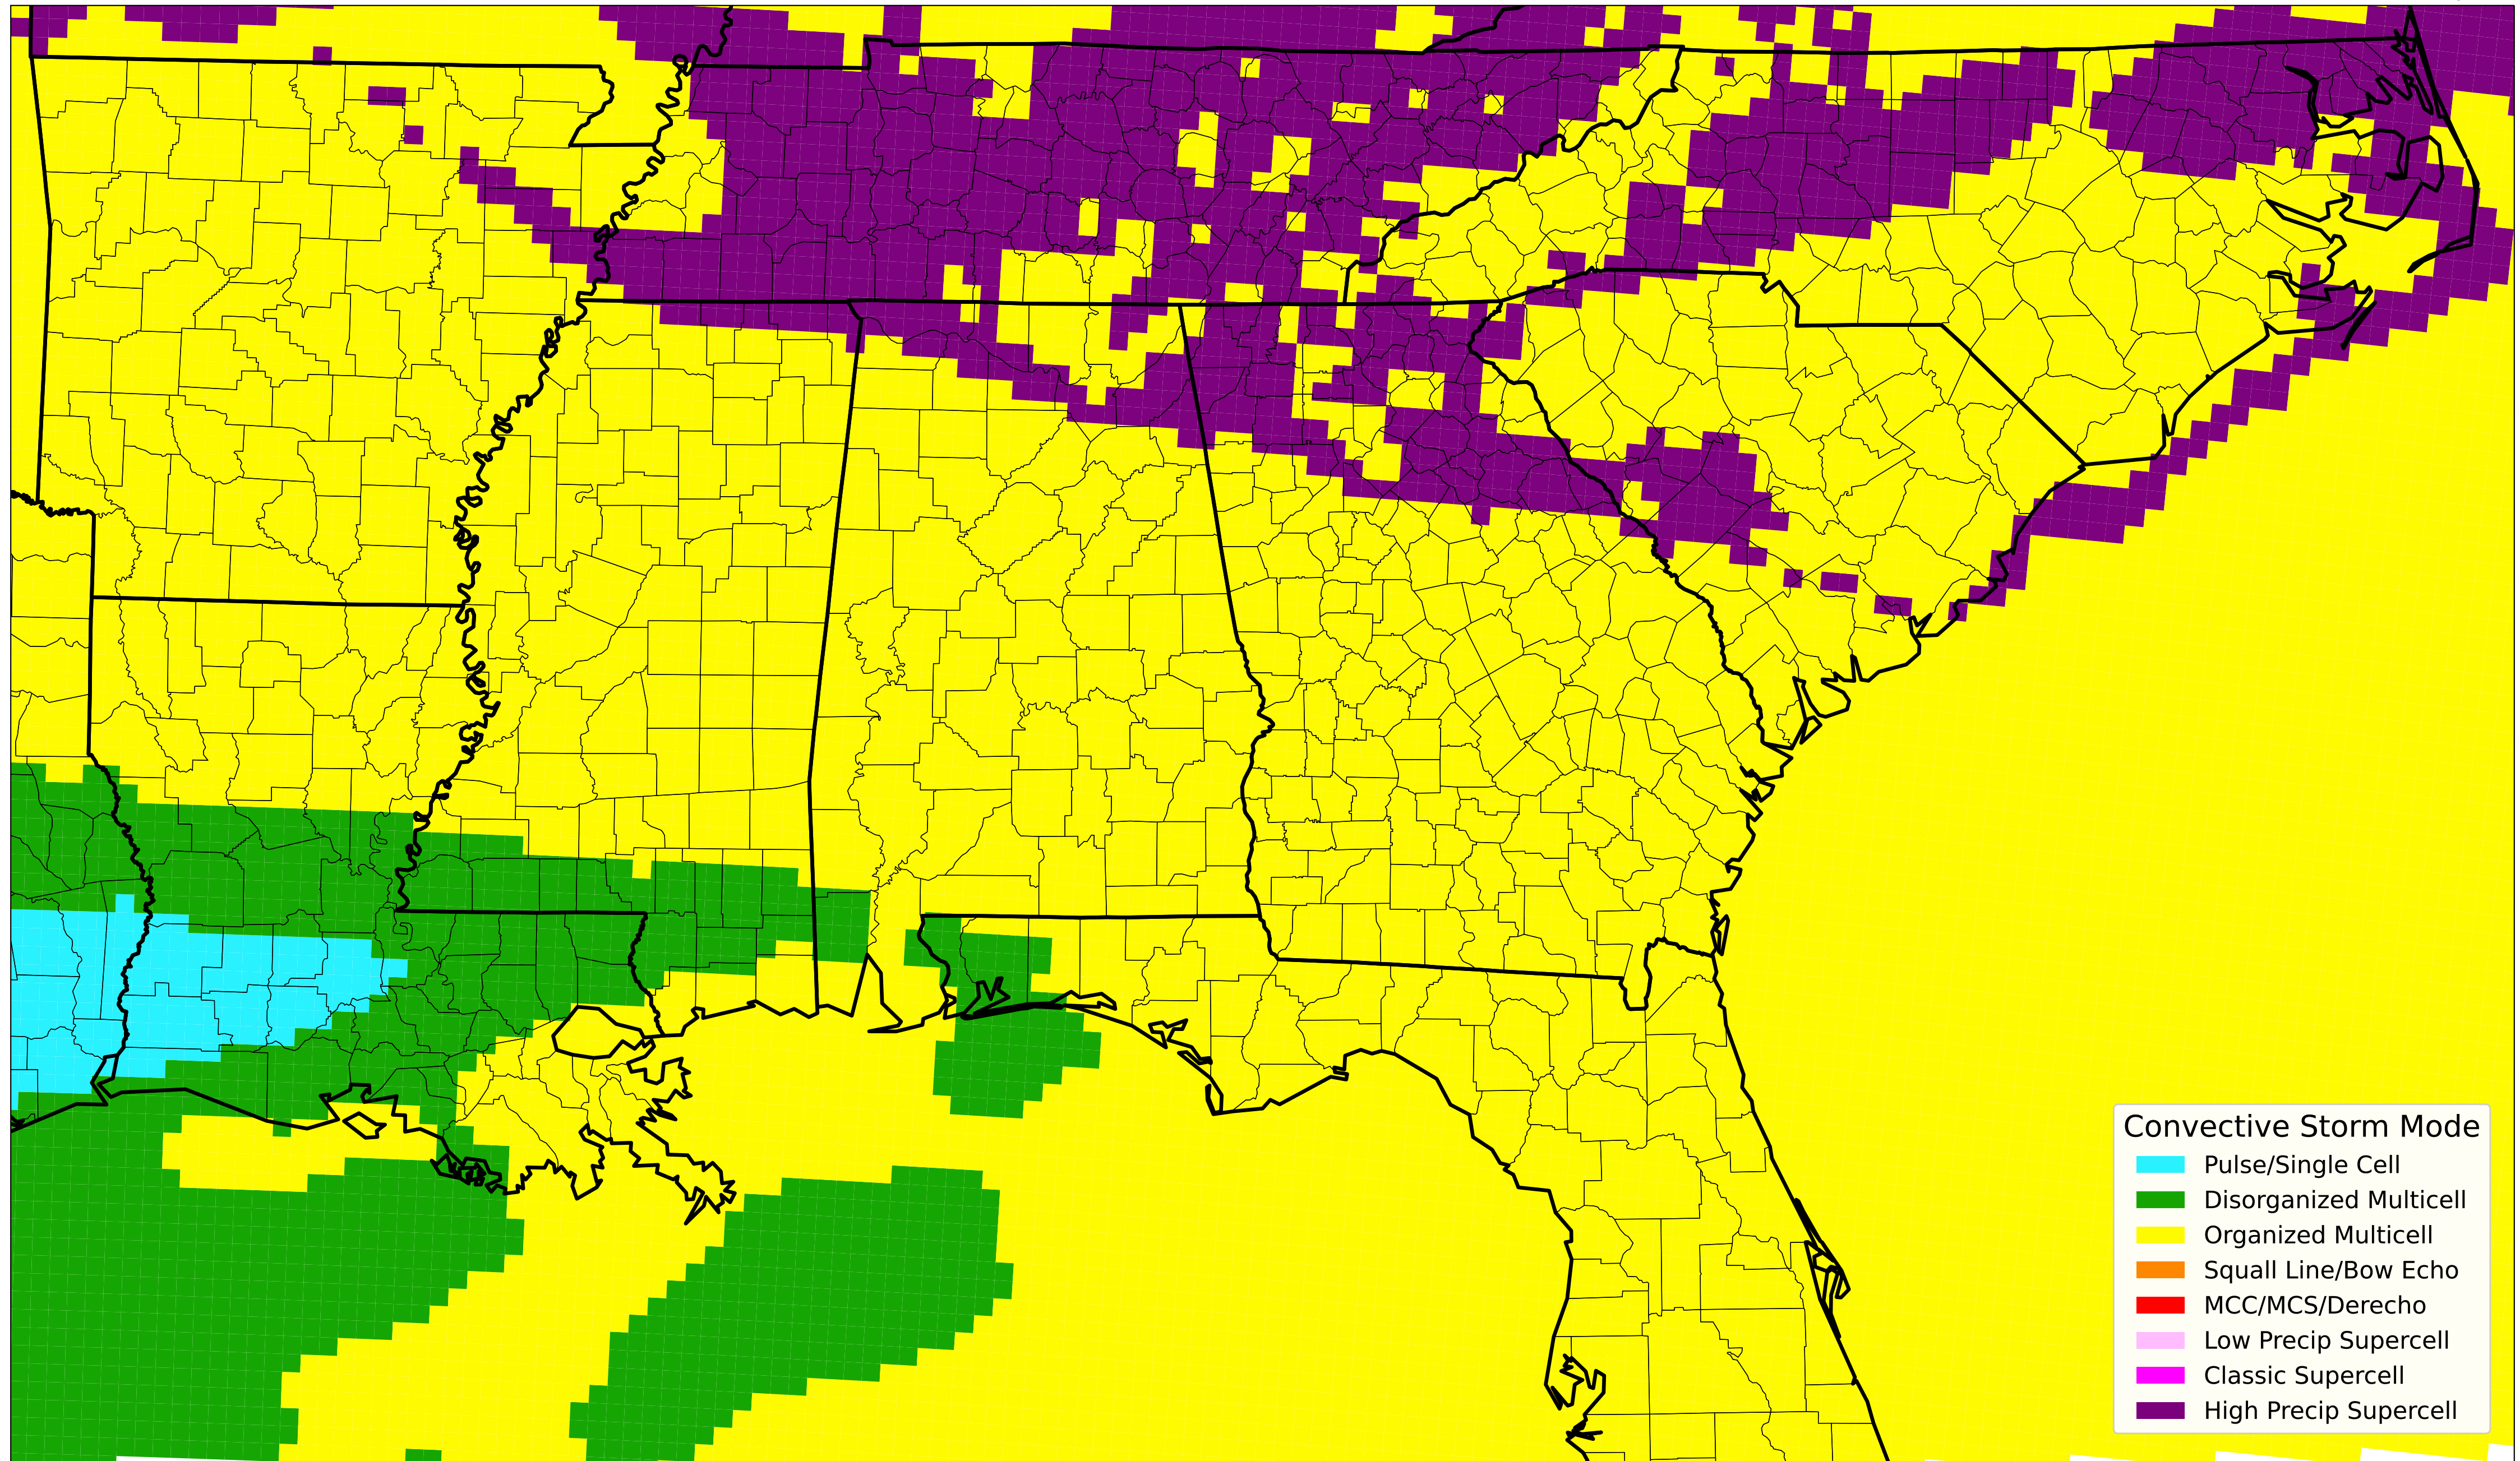 Convective Storm Mode
Pulse/Single Cell
Disorganized Multicell
Organized Multicell
Squall Line/Bow Echo
MCC/MCS/Derecho
Low Precip Supercell
Classic Supercell
High Precip Supercell